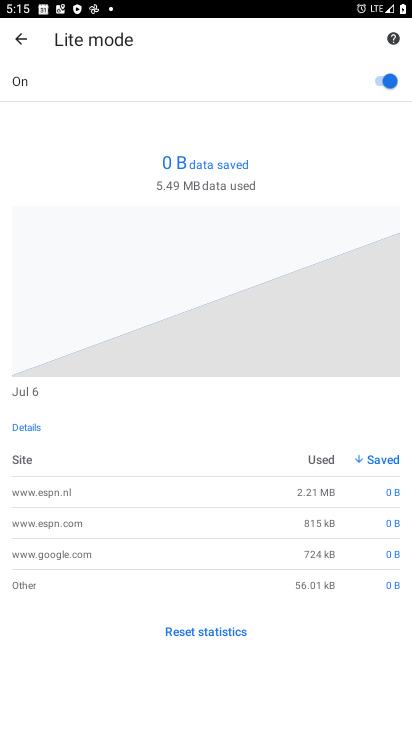 5:15 31 LTE
Lite mode
On
0 B data saved
5.49 MB data used
Jul 6
Details
Site Used Saved
www.espn.nl 2.21 MB 0 B
www.espn.com 815 kB 0 B
www.google.com 724 kB 0 B
Other 56.01 kB 0 B
Reset statistics